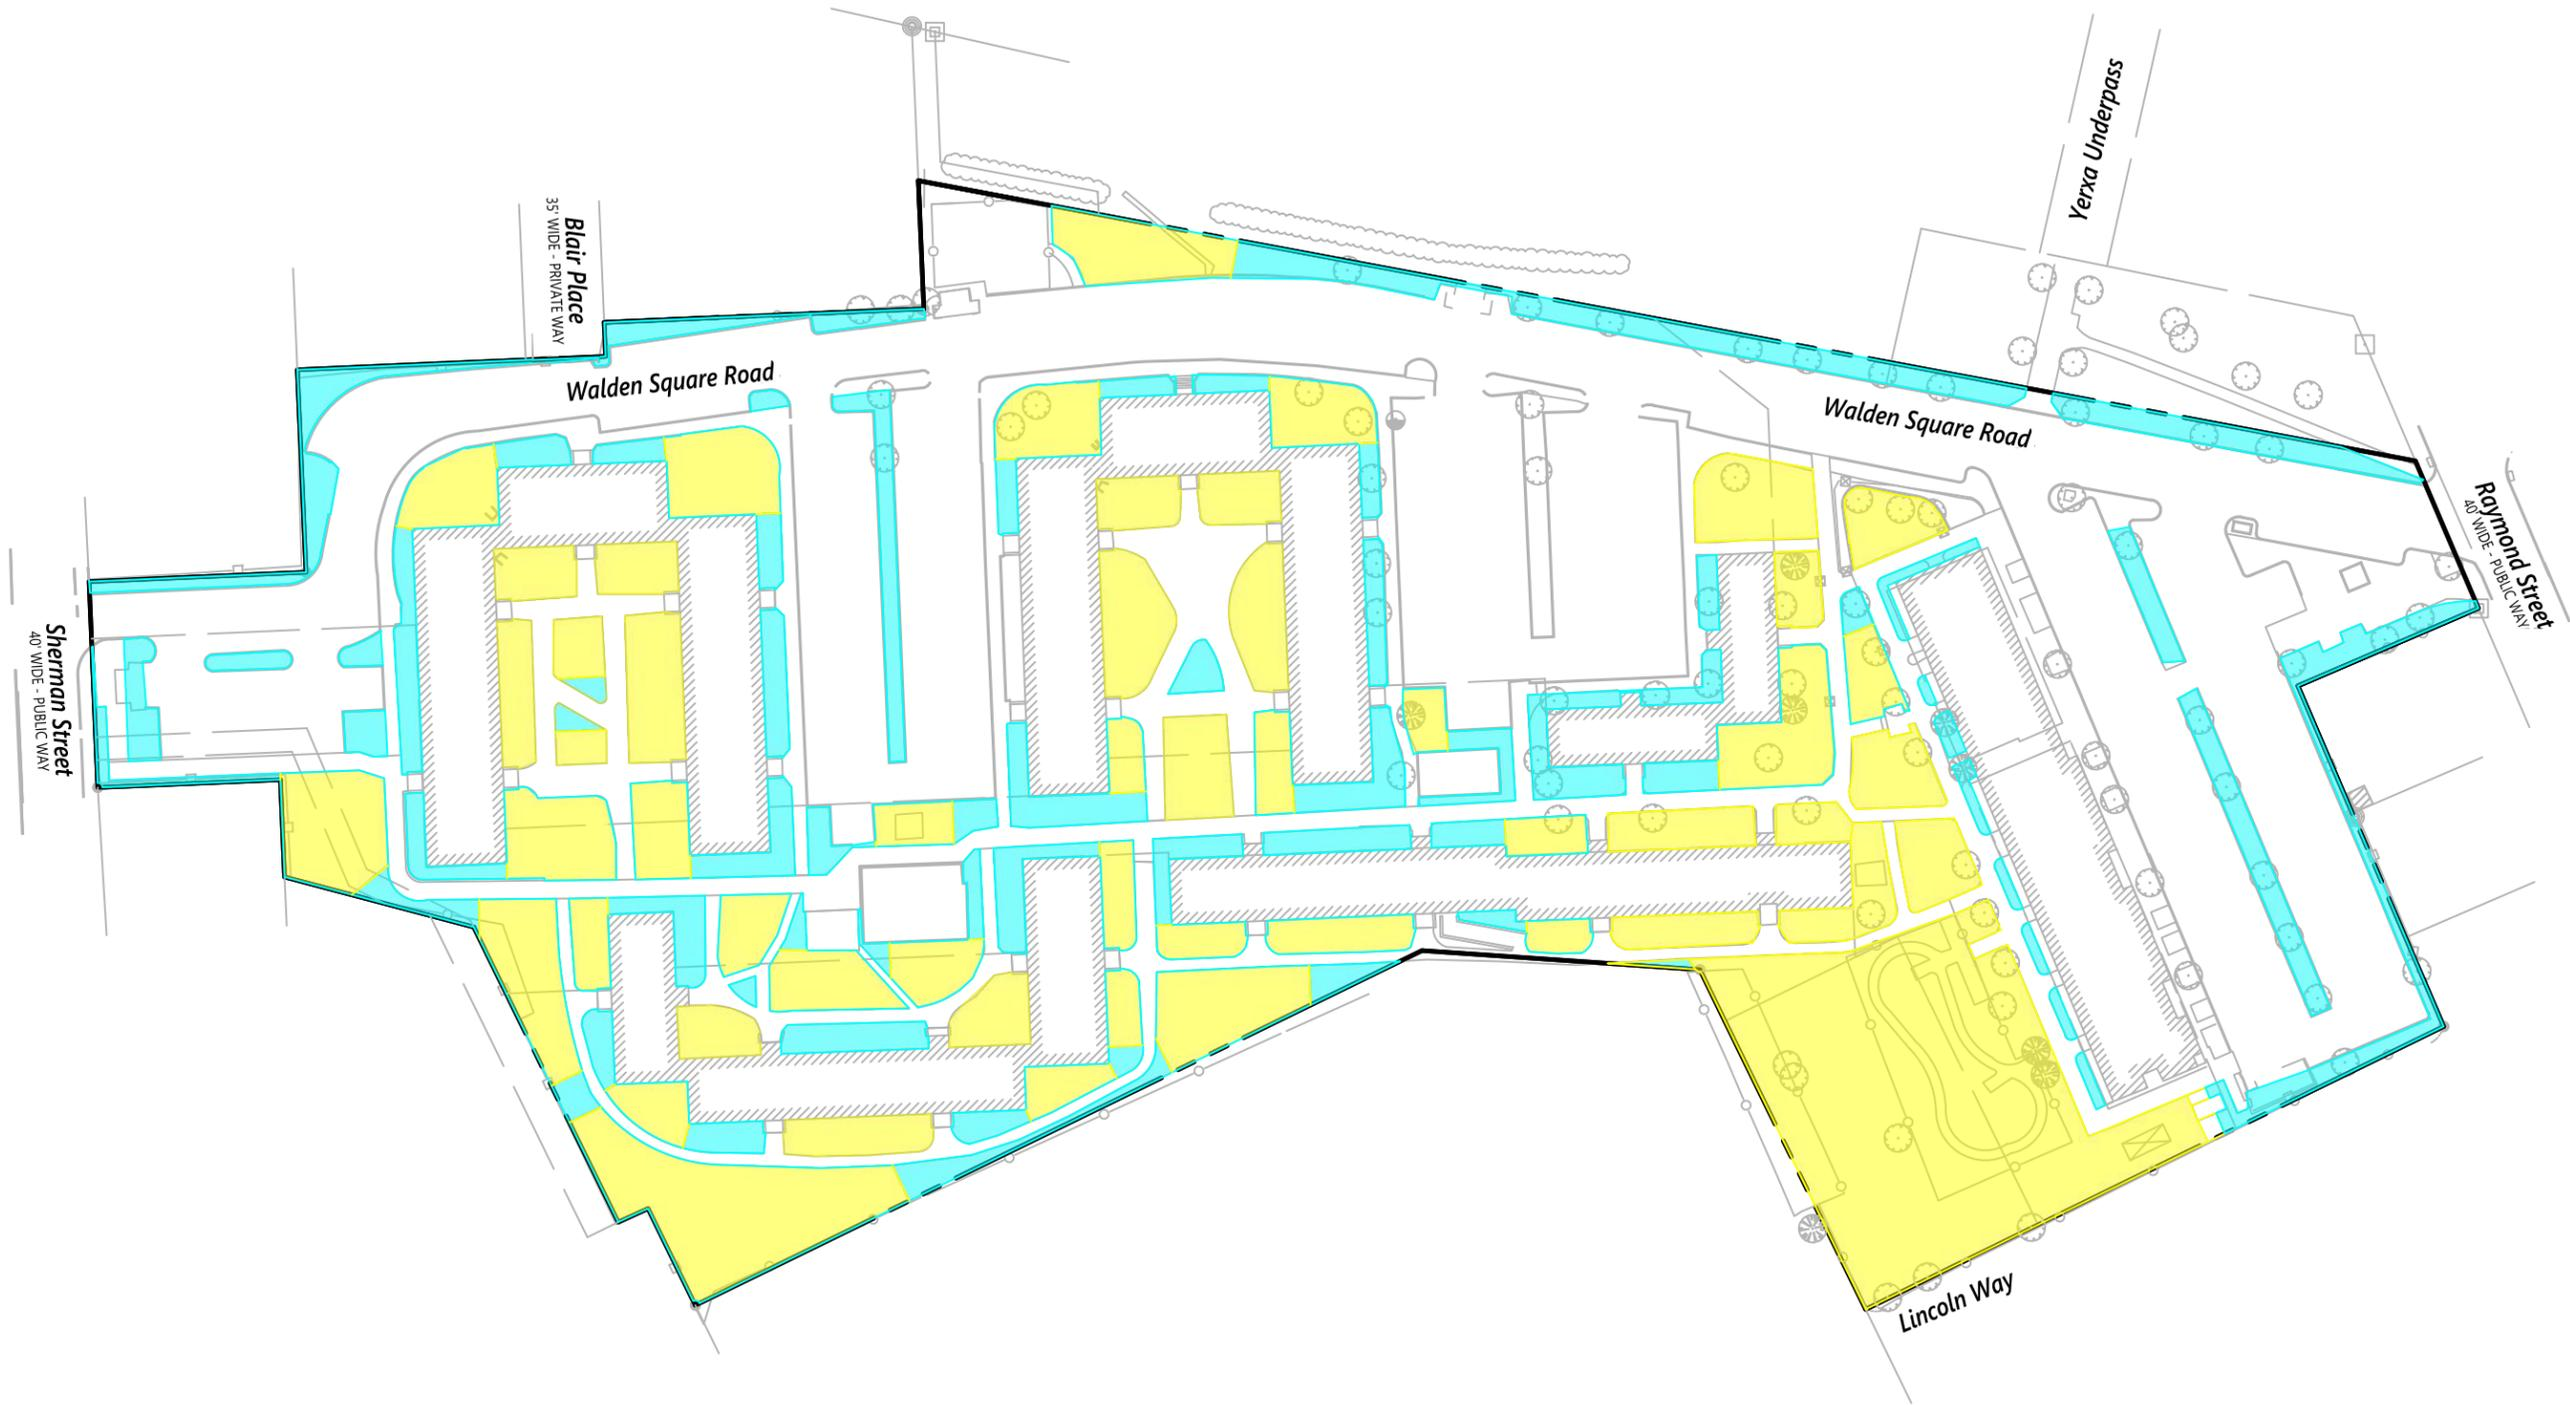 Yerxa Underpass
Blair Place
35' WIDE - PRIVATE WAY
Walden Square Road
Walden Square Road
Raymond Street
40' WIDE - PUBLIC WAY
Sherman Street
40' WIDE - PUBLIC WAY
Lincoln Way